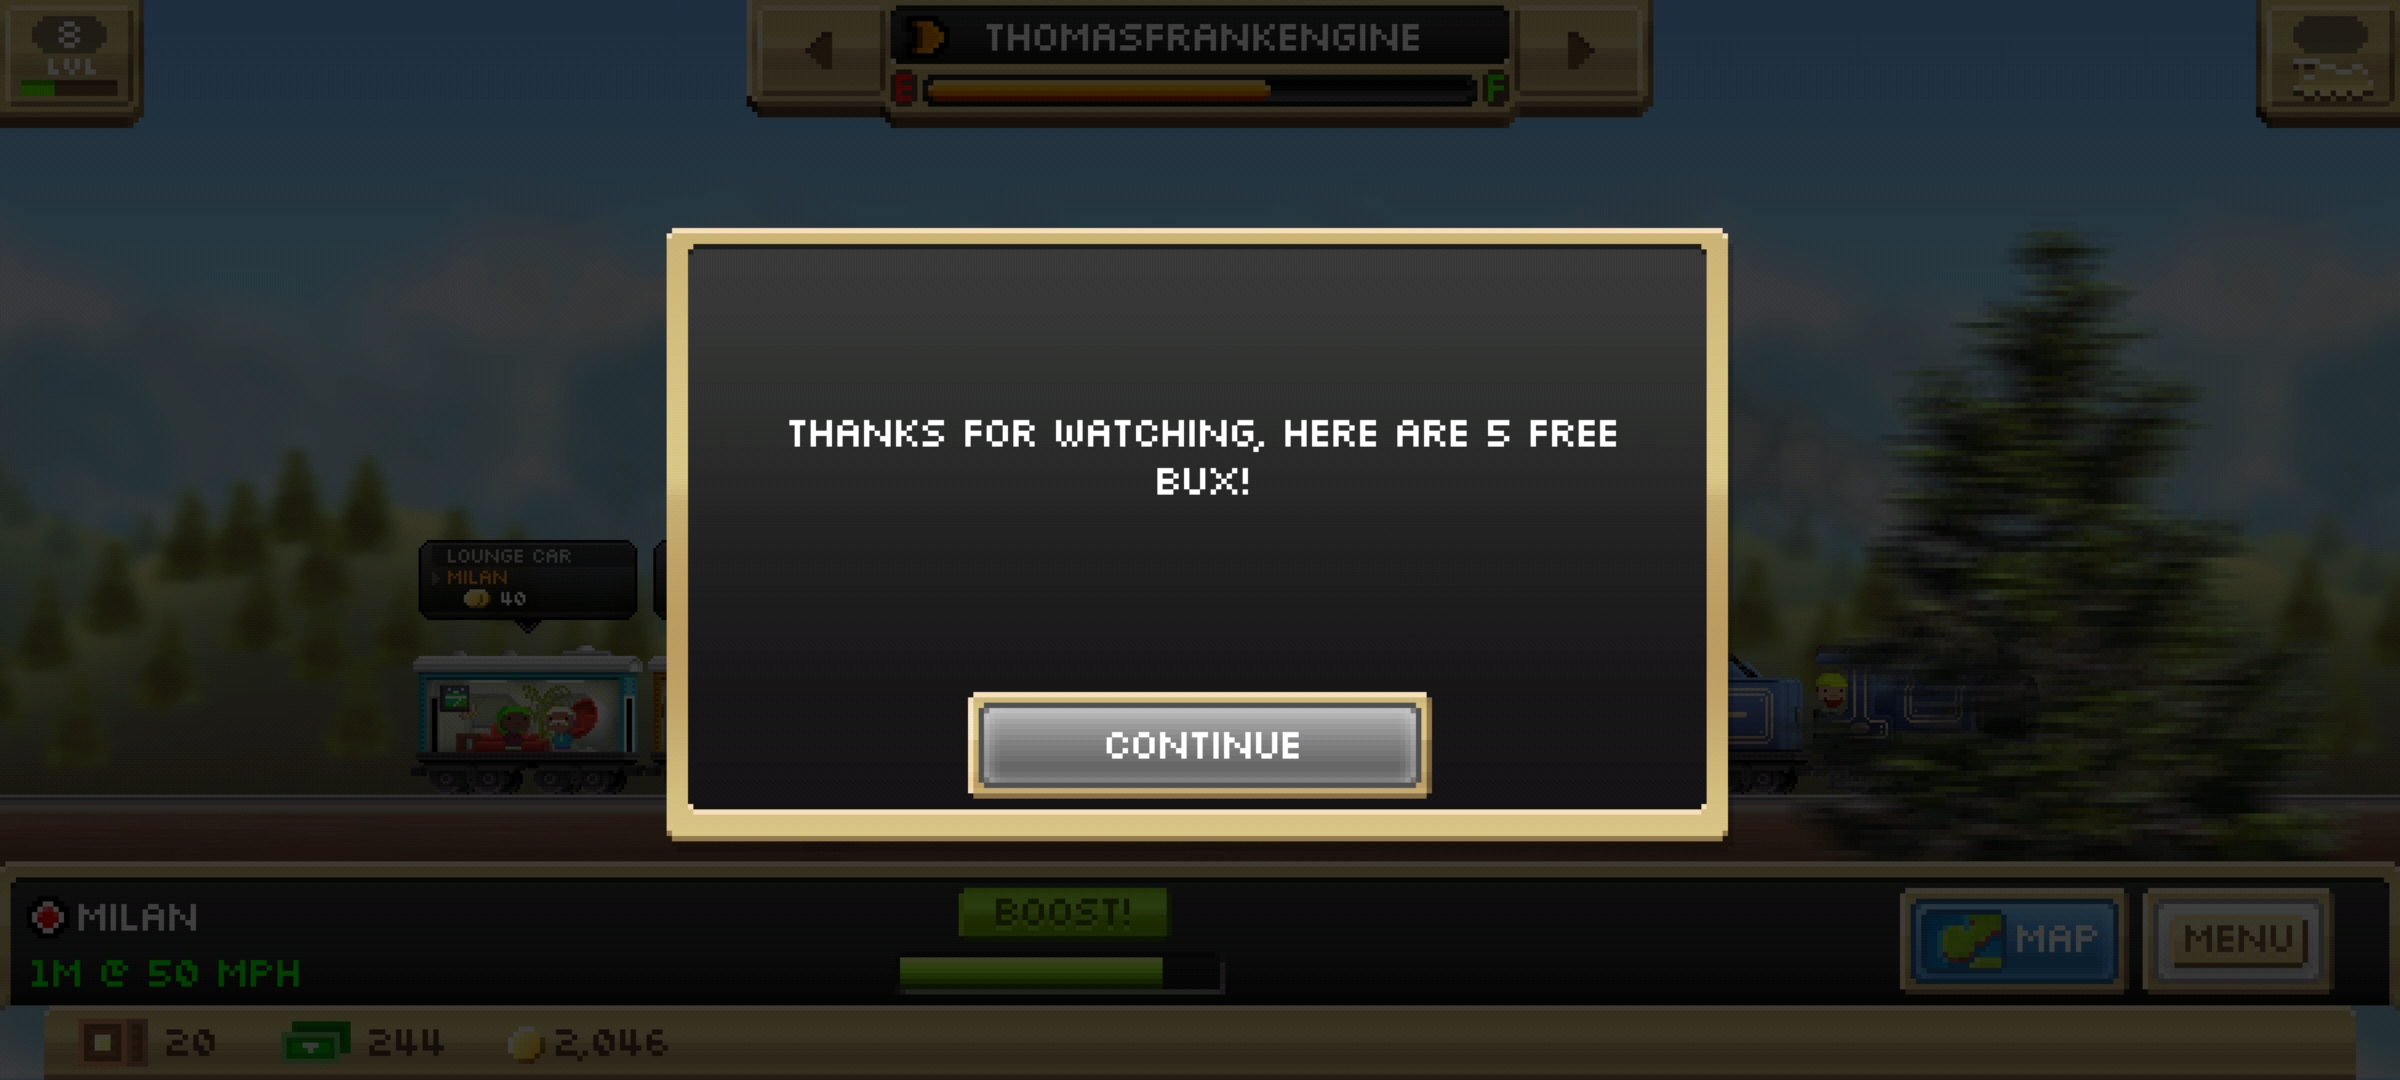 8
LVL
THOMASFRANKENGINE
E F
THANKS FOR WATCHING, HERE ARE 5 FREE
BUX!
LOUNGE CAR
MILAN
40
CONTINUE
MILAN
1M @ 50 MPH
BOOST!
MAP
MENU
20 244 2,046